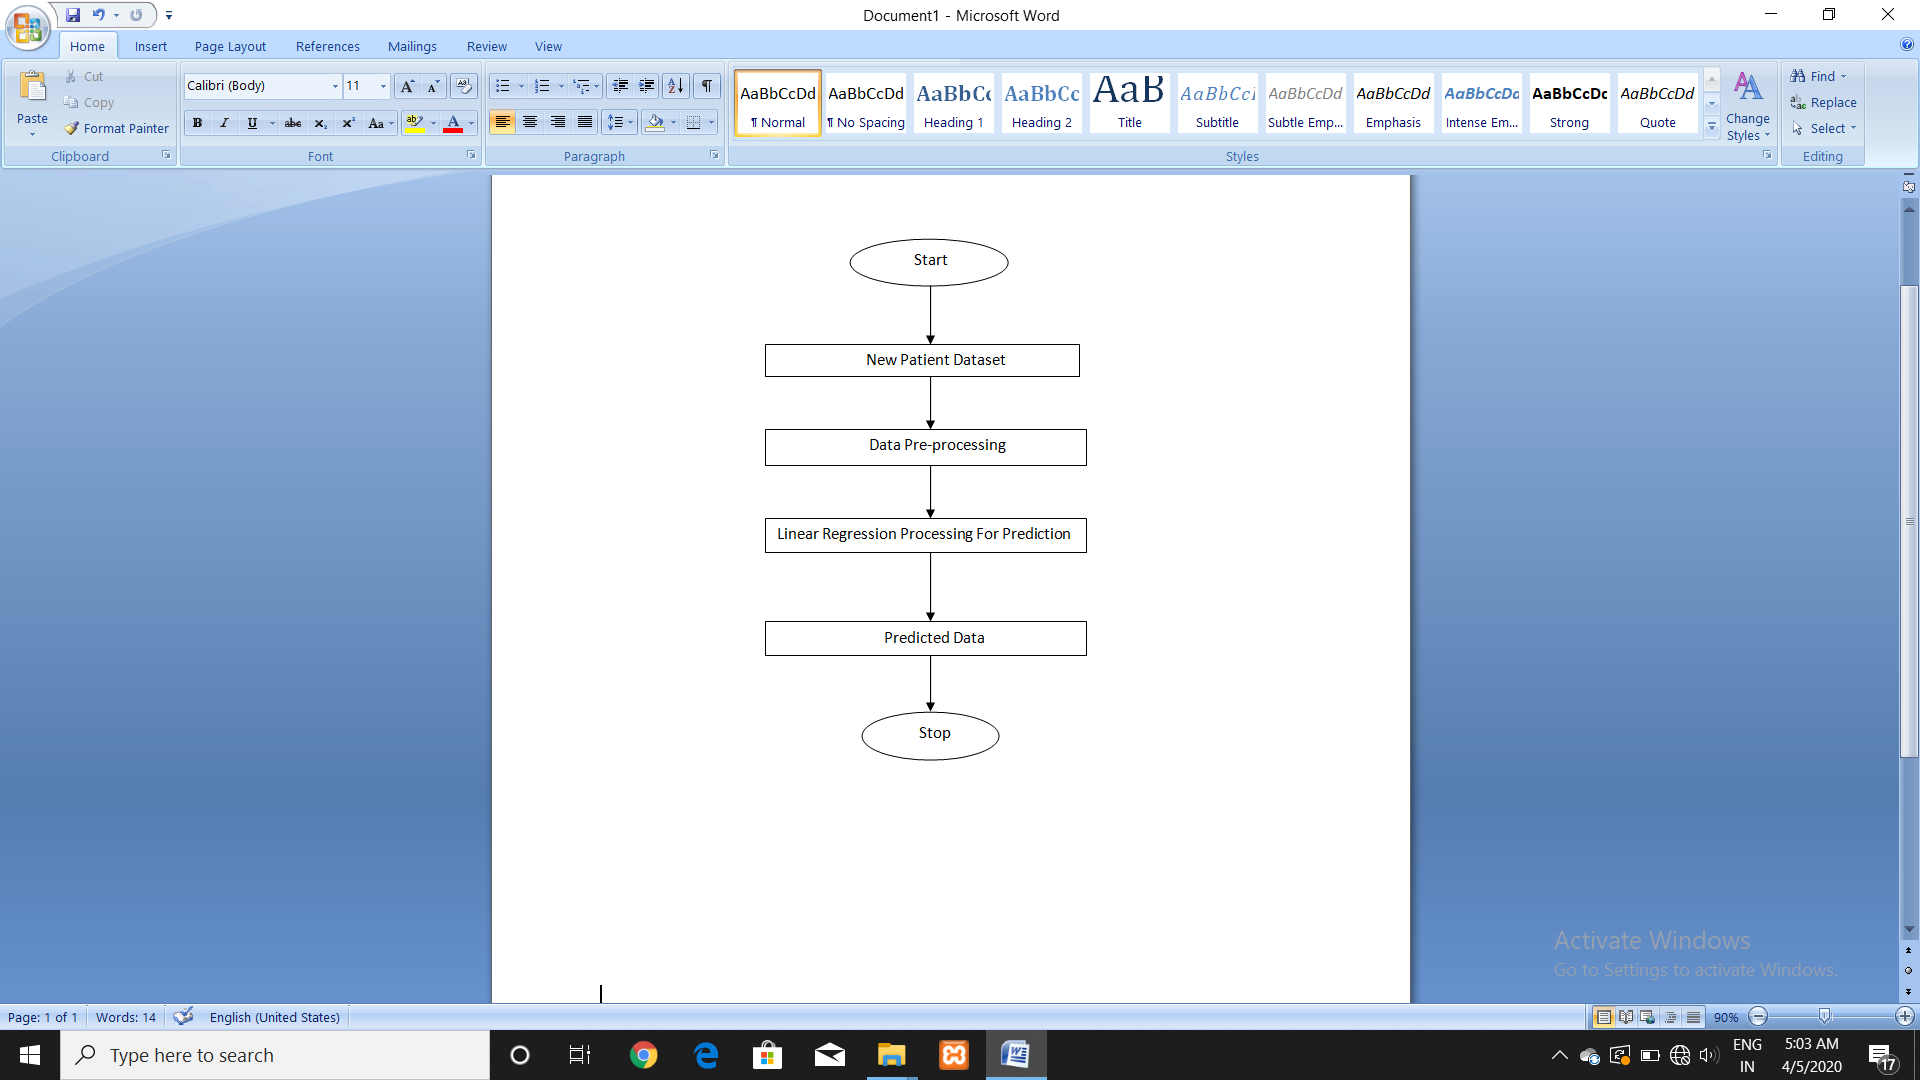 Document1 - Microsoft Word
Home Insert Page Layout References Mailings Review View
Paste
Cut
Copy
Format Painter
Clipboard
Calibri (Body) 11
B I U abc X₂ X² Aa ab A
Font
Paragraph
AaBbCcDd AaBbCcDd AaBbCc AaBbCc AaB AaBbCcI AaBbCcDd AaBbCcDd AaBbCcDd AaBbCcDc AaBbCcDd
¶ Normal ¶ No Spacing Heading 1 Heading 2 Title Subtitle Subtle Emp... Emphasis Intense Em... Strong Quote
Change
Styles
Styles
Find
Replace
Select
Editing
Start
New Patient Dataset
Data Pre-processing
Linear Regression Processing For Prediction
Predicted Data
Stop
Activate Windows
Go to Settings to activate Windows.
Page: 1 of 1 Words: 14 English (United States) 90%
Type here to search
ENG
IN
5:03 AM
4/5/2020
17